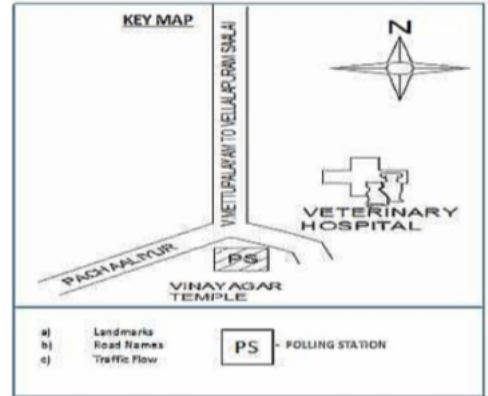 KEY MAP
N
V.METTUPALAYAM TO VELLALAPURAM SAALAI
VETERINARY
HOSPITAL
PACHAALIYUR
PS
VINAYAGAR
TEMPLE
a) Landmarks
b) Road Names
c) Traffic Flow
PS - POLLING STATION